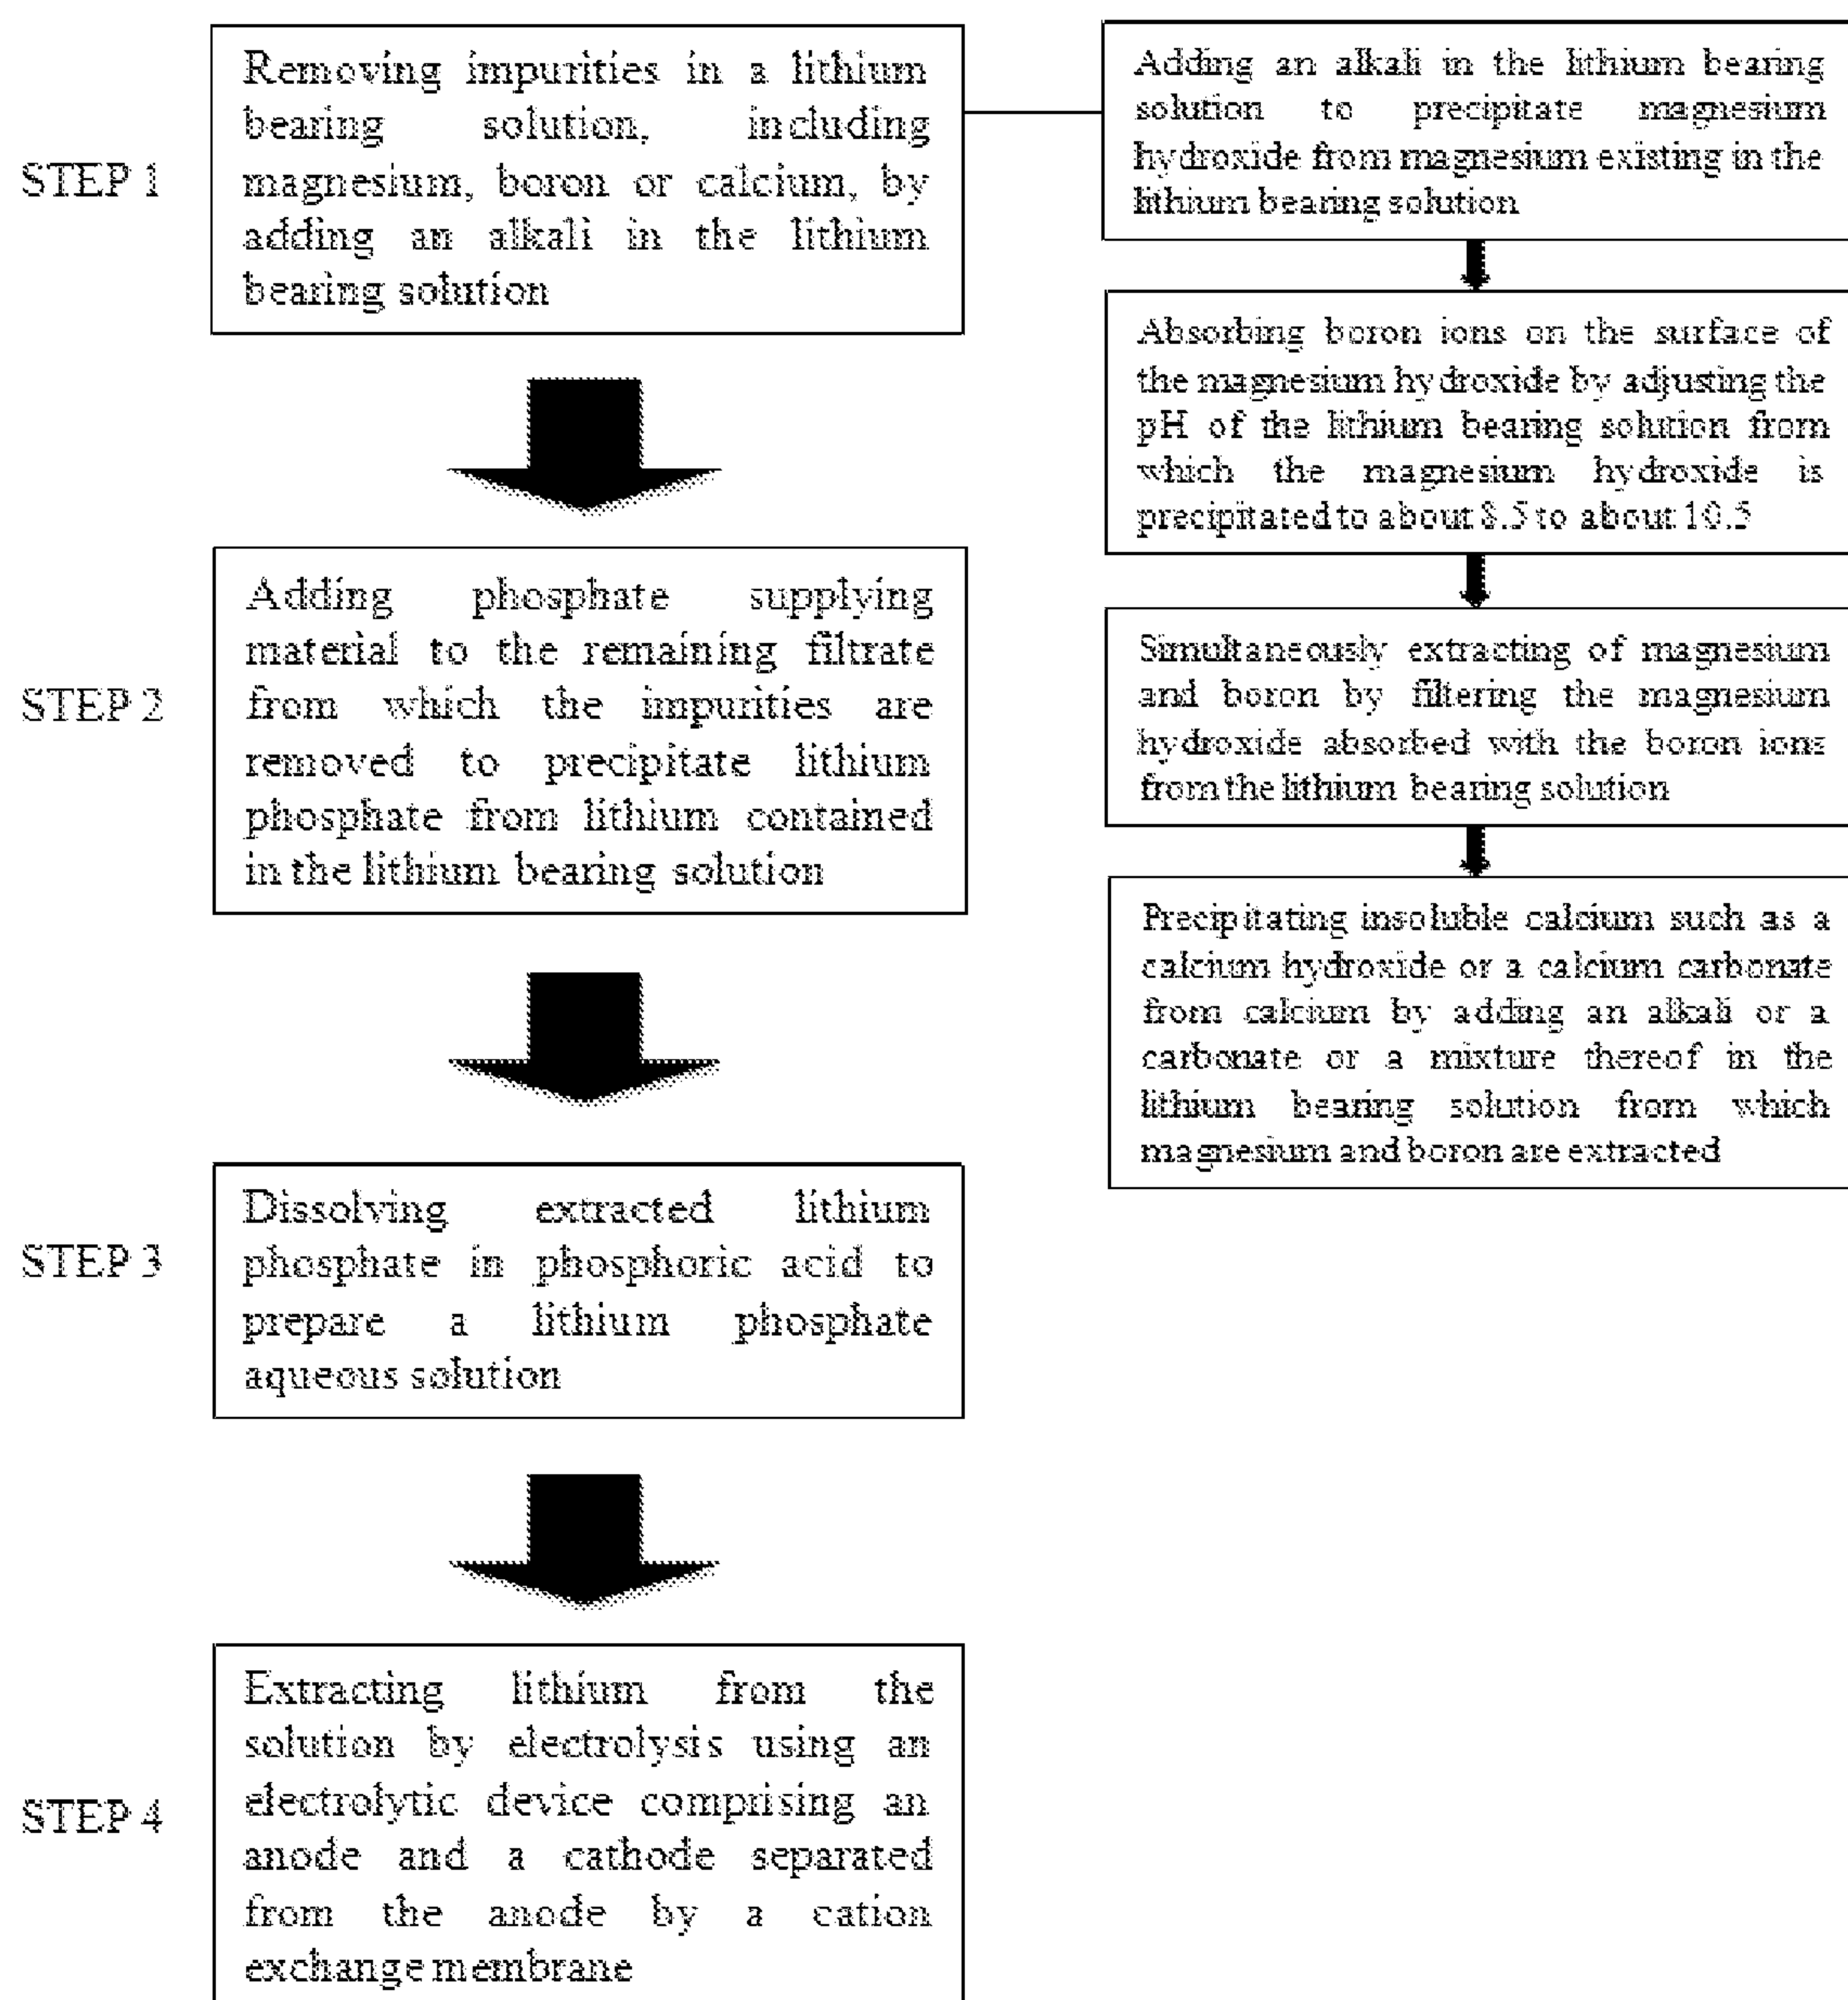 STEP 1
Removing impurities in a lithium
bearing solution, including
magnesium, boron or calcium, by
adding an alkali in the lithium
bearing solution
STEP 2
Adding phosphate supplying
material to the remaining filtrate
from which the impurities are
removed to precipitate lithium
phosphate from lithium contained
in the lithium bearing solution
STEP 3
Dissolving extracted lithium
phosphate in phosphoric acid to
prepare a lithium phosphate
aqueous solution
STEP 4
Extracting lithium from the
solution by electrolysis using an
electrolytic device comprising an
anode and a cathode separated
from the anode by a cation
exchange membrane
Adding an alkali in the lithium bearing
solution to precipitate magnesium
hydroxide from magnesium existing in the
lithium bearing solution
Absorbing boron ions on the surface of
the magnesium hydroxide by adjusting the
pH of the lithium bearing solution from
which the magnesium hydroxide is
precipitated to about 8.5 to about 10.5
Simultaneously extracting of magnesium
and boron by filtering the magnesium
hydroxide absorbed with the boron ions
from the lithium bearing solution
Precipitating insoluble calcium such as a
calcium hydroxide or a calcium carbonate
from calcium by adding an alkali or a
carbonate or a mixture thereof in the
lithium bearing solution from which
magnesium and boron are extracted